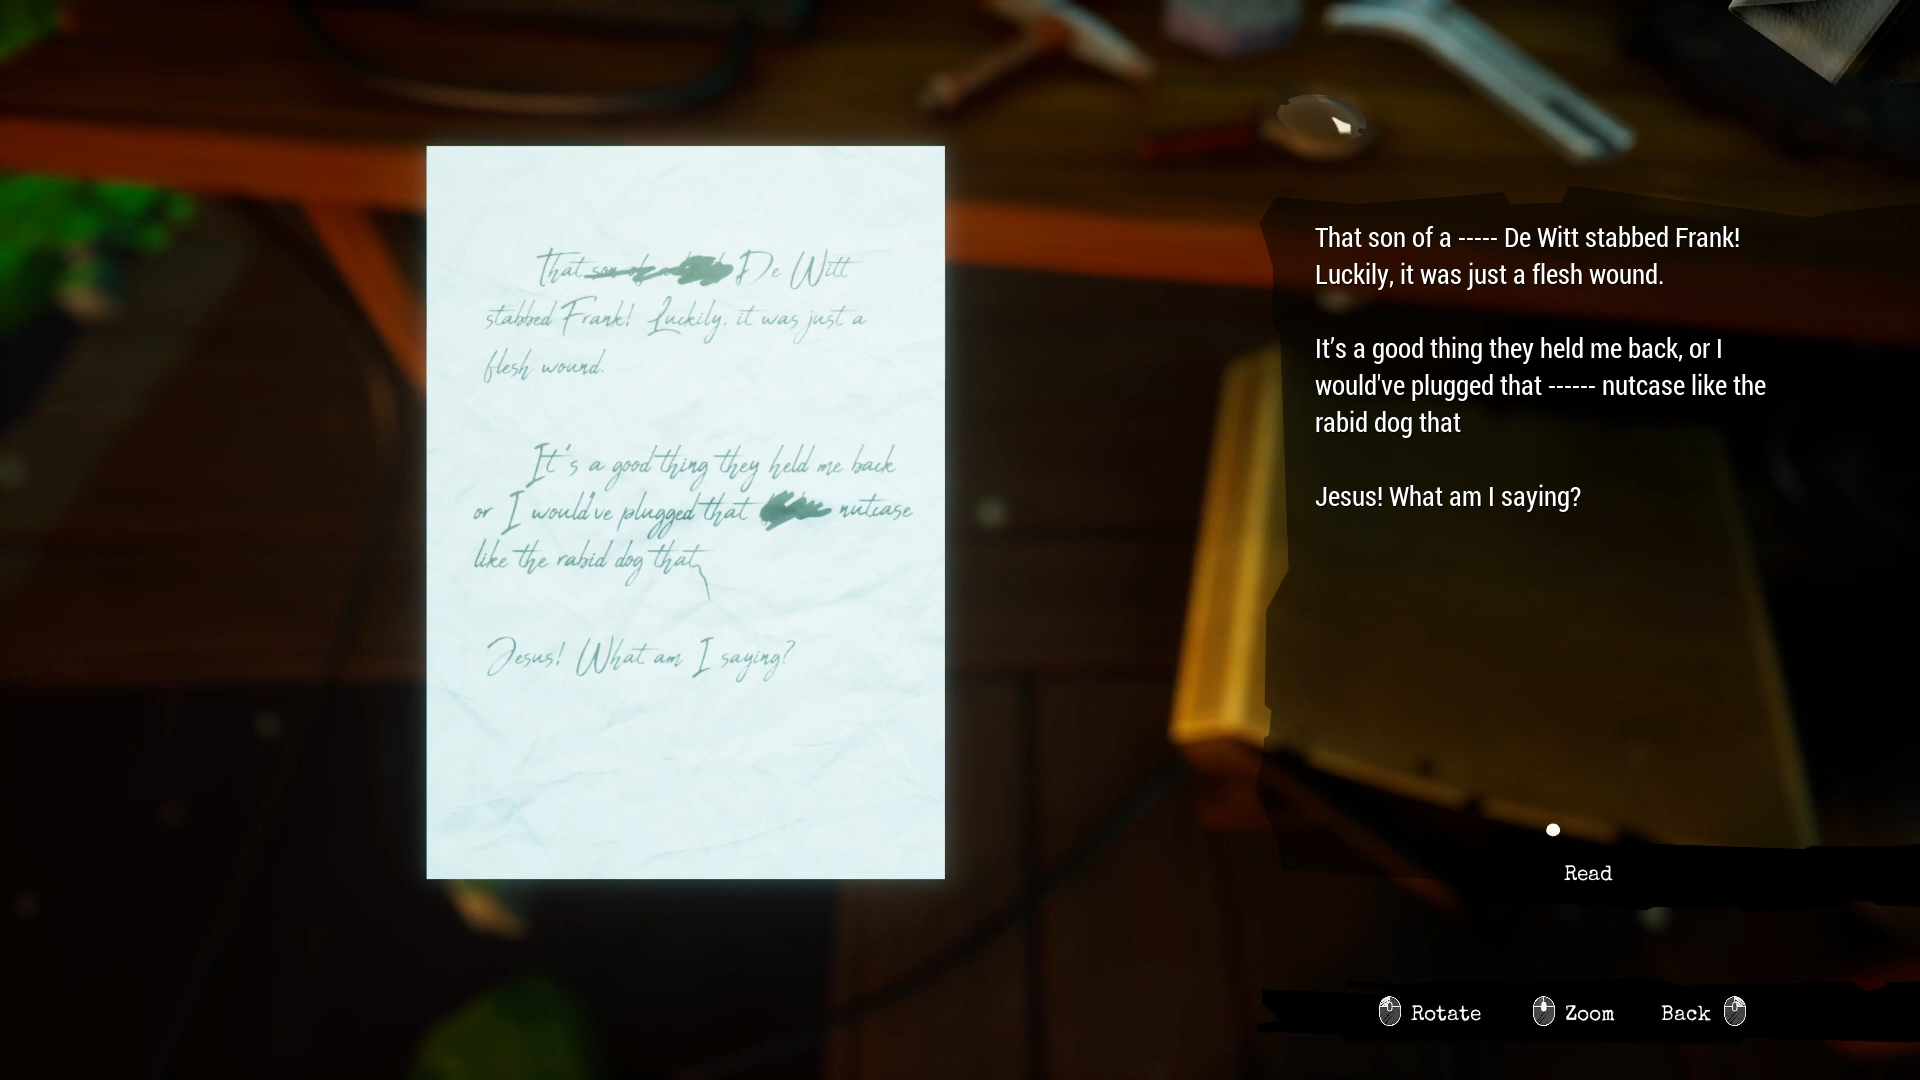 That son of a De Witt
stabbed Frank! Luckily, it was just a
flesh wound.
It's a good thing they held me back
or I would've plugged that nutcase
like the rabid dog that
Jesus! What am I saying?
That son of a ----- De Witt stabbed Frank!
Luckily, it was just a flesh wound.
It’s a good thing they held me back, or I
would've plugged that ------ nutcase like the
rabid dog that
Jesus! What am I saying?
Read
Rotate
Zoom
Back